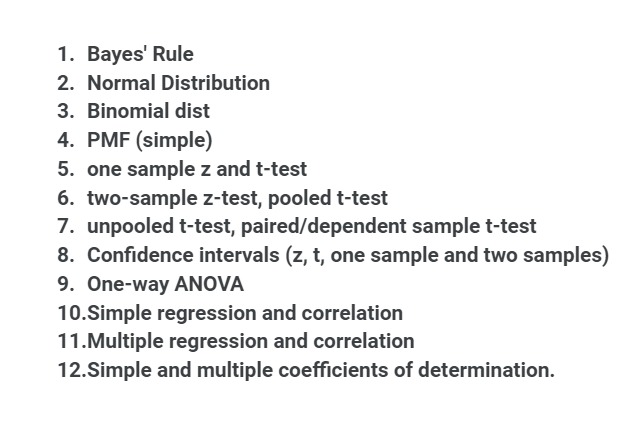 1. Bayes' Rule
2. Normal Distribution
3. Binomial dist
4. PMF (simple)
5. one sample z and t-test
6. two-sample z-test, pooled t-test
7. unpooled t-test, paired/dependent sample t-test
8. Confidence intervals (z, t, one sample and two samples)
9. One-way ANOVA
10.Simple regression and correlation
11.Multiple regression and correlation
12.Simple and multiple coefficients of determination.